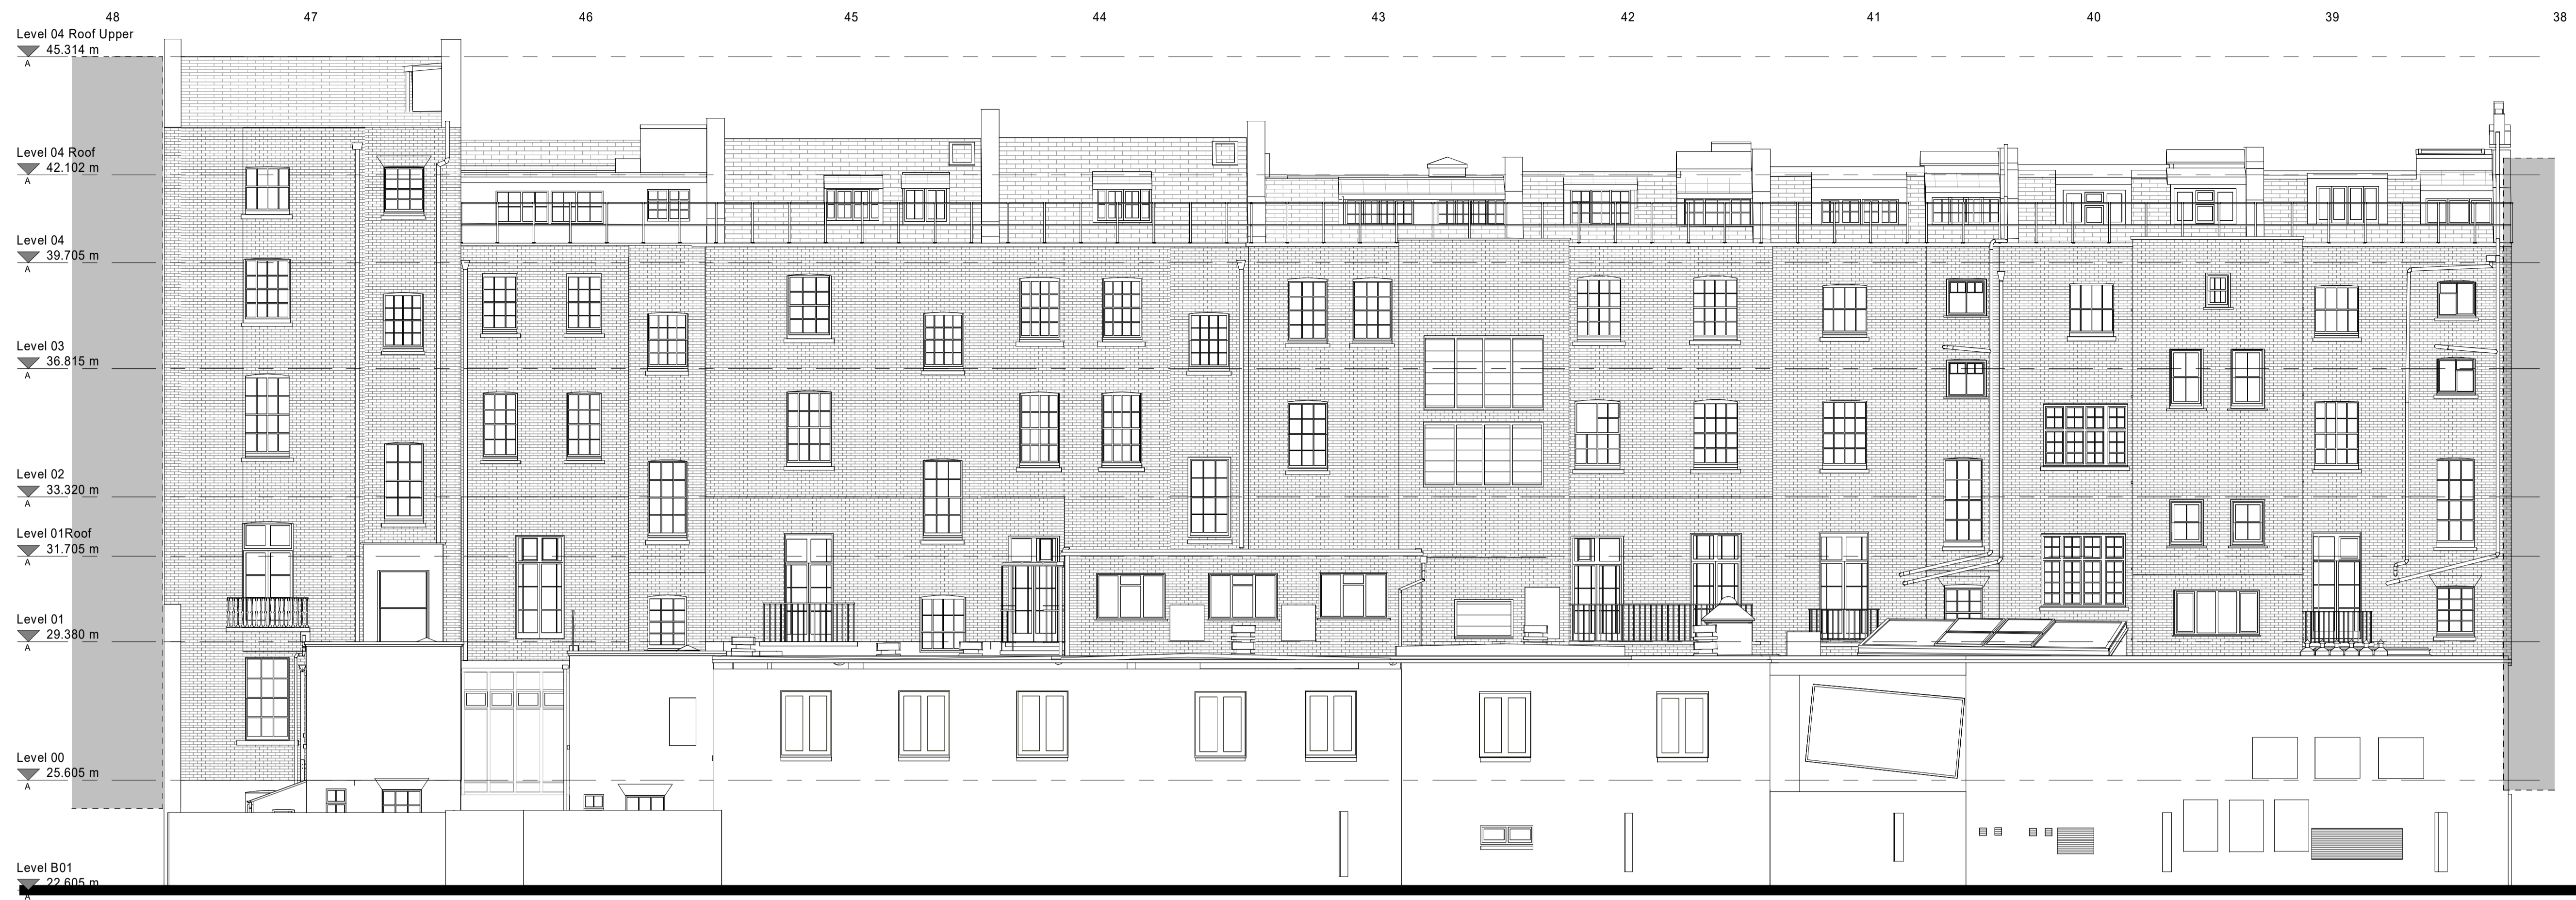 48 47 46 45 44 43 42 41 40 39 38
Level 04 Roof Upper
45.314 m
A
Level 04 Roof
42.102 m
A
Level 04
39.705 m
A
Level 03
36.815 m
A
Level 02
33.320 m
A
Level 01Roof
31.705 m
A
Level 01
29.380 m
A
Level 00
25.605 m
A
Level B01
22.605 m
A